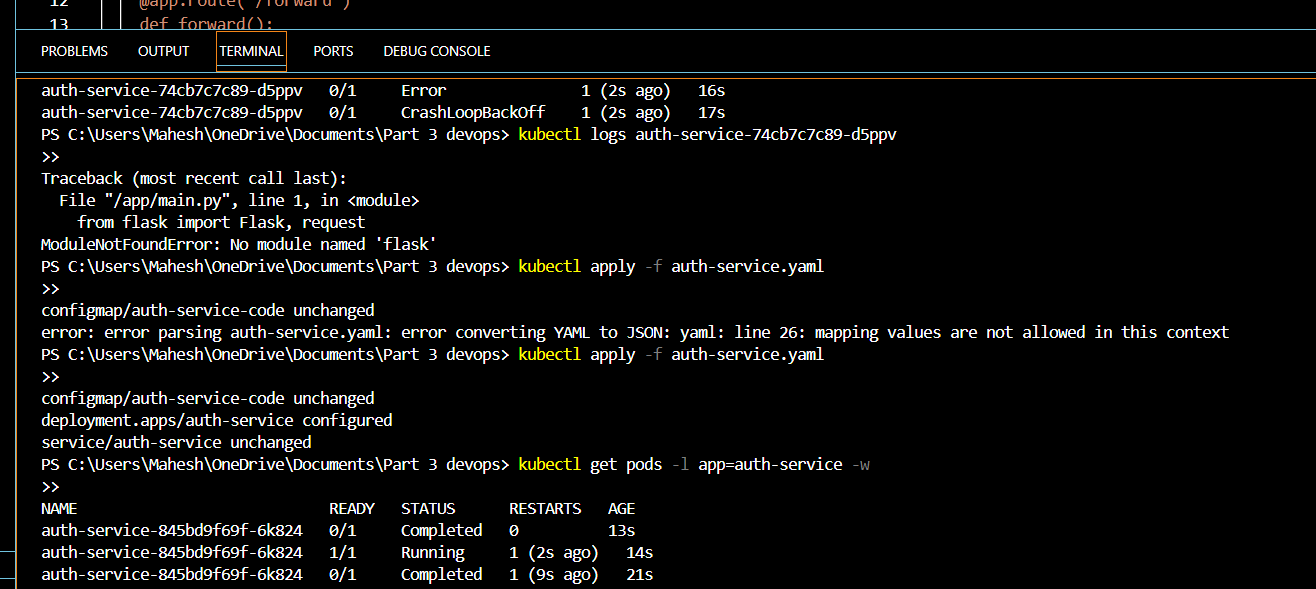 12 @app.route('/forward')
13 def forward():
PROBLEMS OUTPUT TERMINAL PORTS DEBUG CONSOLE
auth-service-74cb7c7c89-d5ppv 0/1 Error 1 (2s ago) 16s
auth-service-74cb7c7c89-d5ppv 0/1 CrashLoopBackOff 1 (2s ago) 17s
PS C:\Users\Mahesh\OneDrive\Documents\Part 3 devops> kubectl logs auth-service-74cb7c7c89-d5ppv
>>
Traceback (most recent call last):
File "/app/main.py", line 1, in <module>
from flask import Flask, request
ModuleNotFoundError: No module named 'flask'
PS C:\Users\Mahesh\OneDrive\Documents\Part 3 devops> kubectl apply -f auth-service.yaml
>>
configmap/auth-service-code unchanged
error: error parsing auth-service.yaml: error converting YAML to JSON: yaml: line 26: mapping values are not allowed in this context
PS C:\Users\Mahesh\OneDrive\Documents\Part 3 devops> kubectl apply -f auth-service.yaml
>>
configmap/auth-service-code unchanged
deployment.apps/auth-service configured
service/auth-service unchanged
PS C:\Users\Mahesh\OneDrive\Documents\Part 3 devops> kubectl get pods -l app=auth-service -w
>>
NAME READY STATUS RESTARTS AGE
auth-service-845bd9f69f-6k824 0/1 Completed 0 13s
auth-service-845bd9f69f-6k824 1/1 Running 1 (2s ago) 14s
auth-service-845bd9f69f-6k824 0/1 Completed 1 (9s ago) 21s